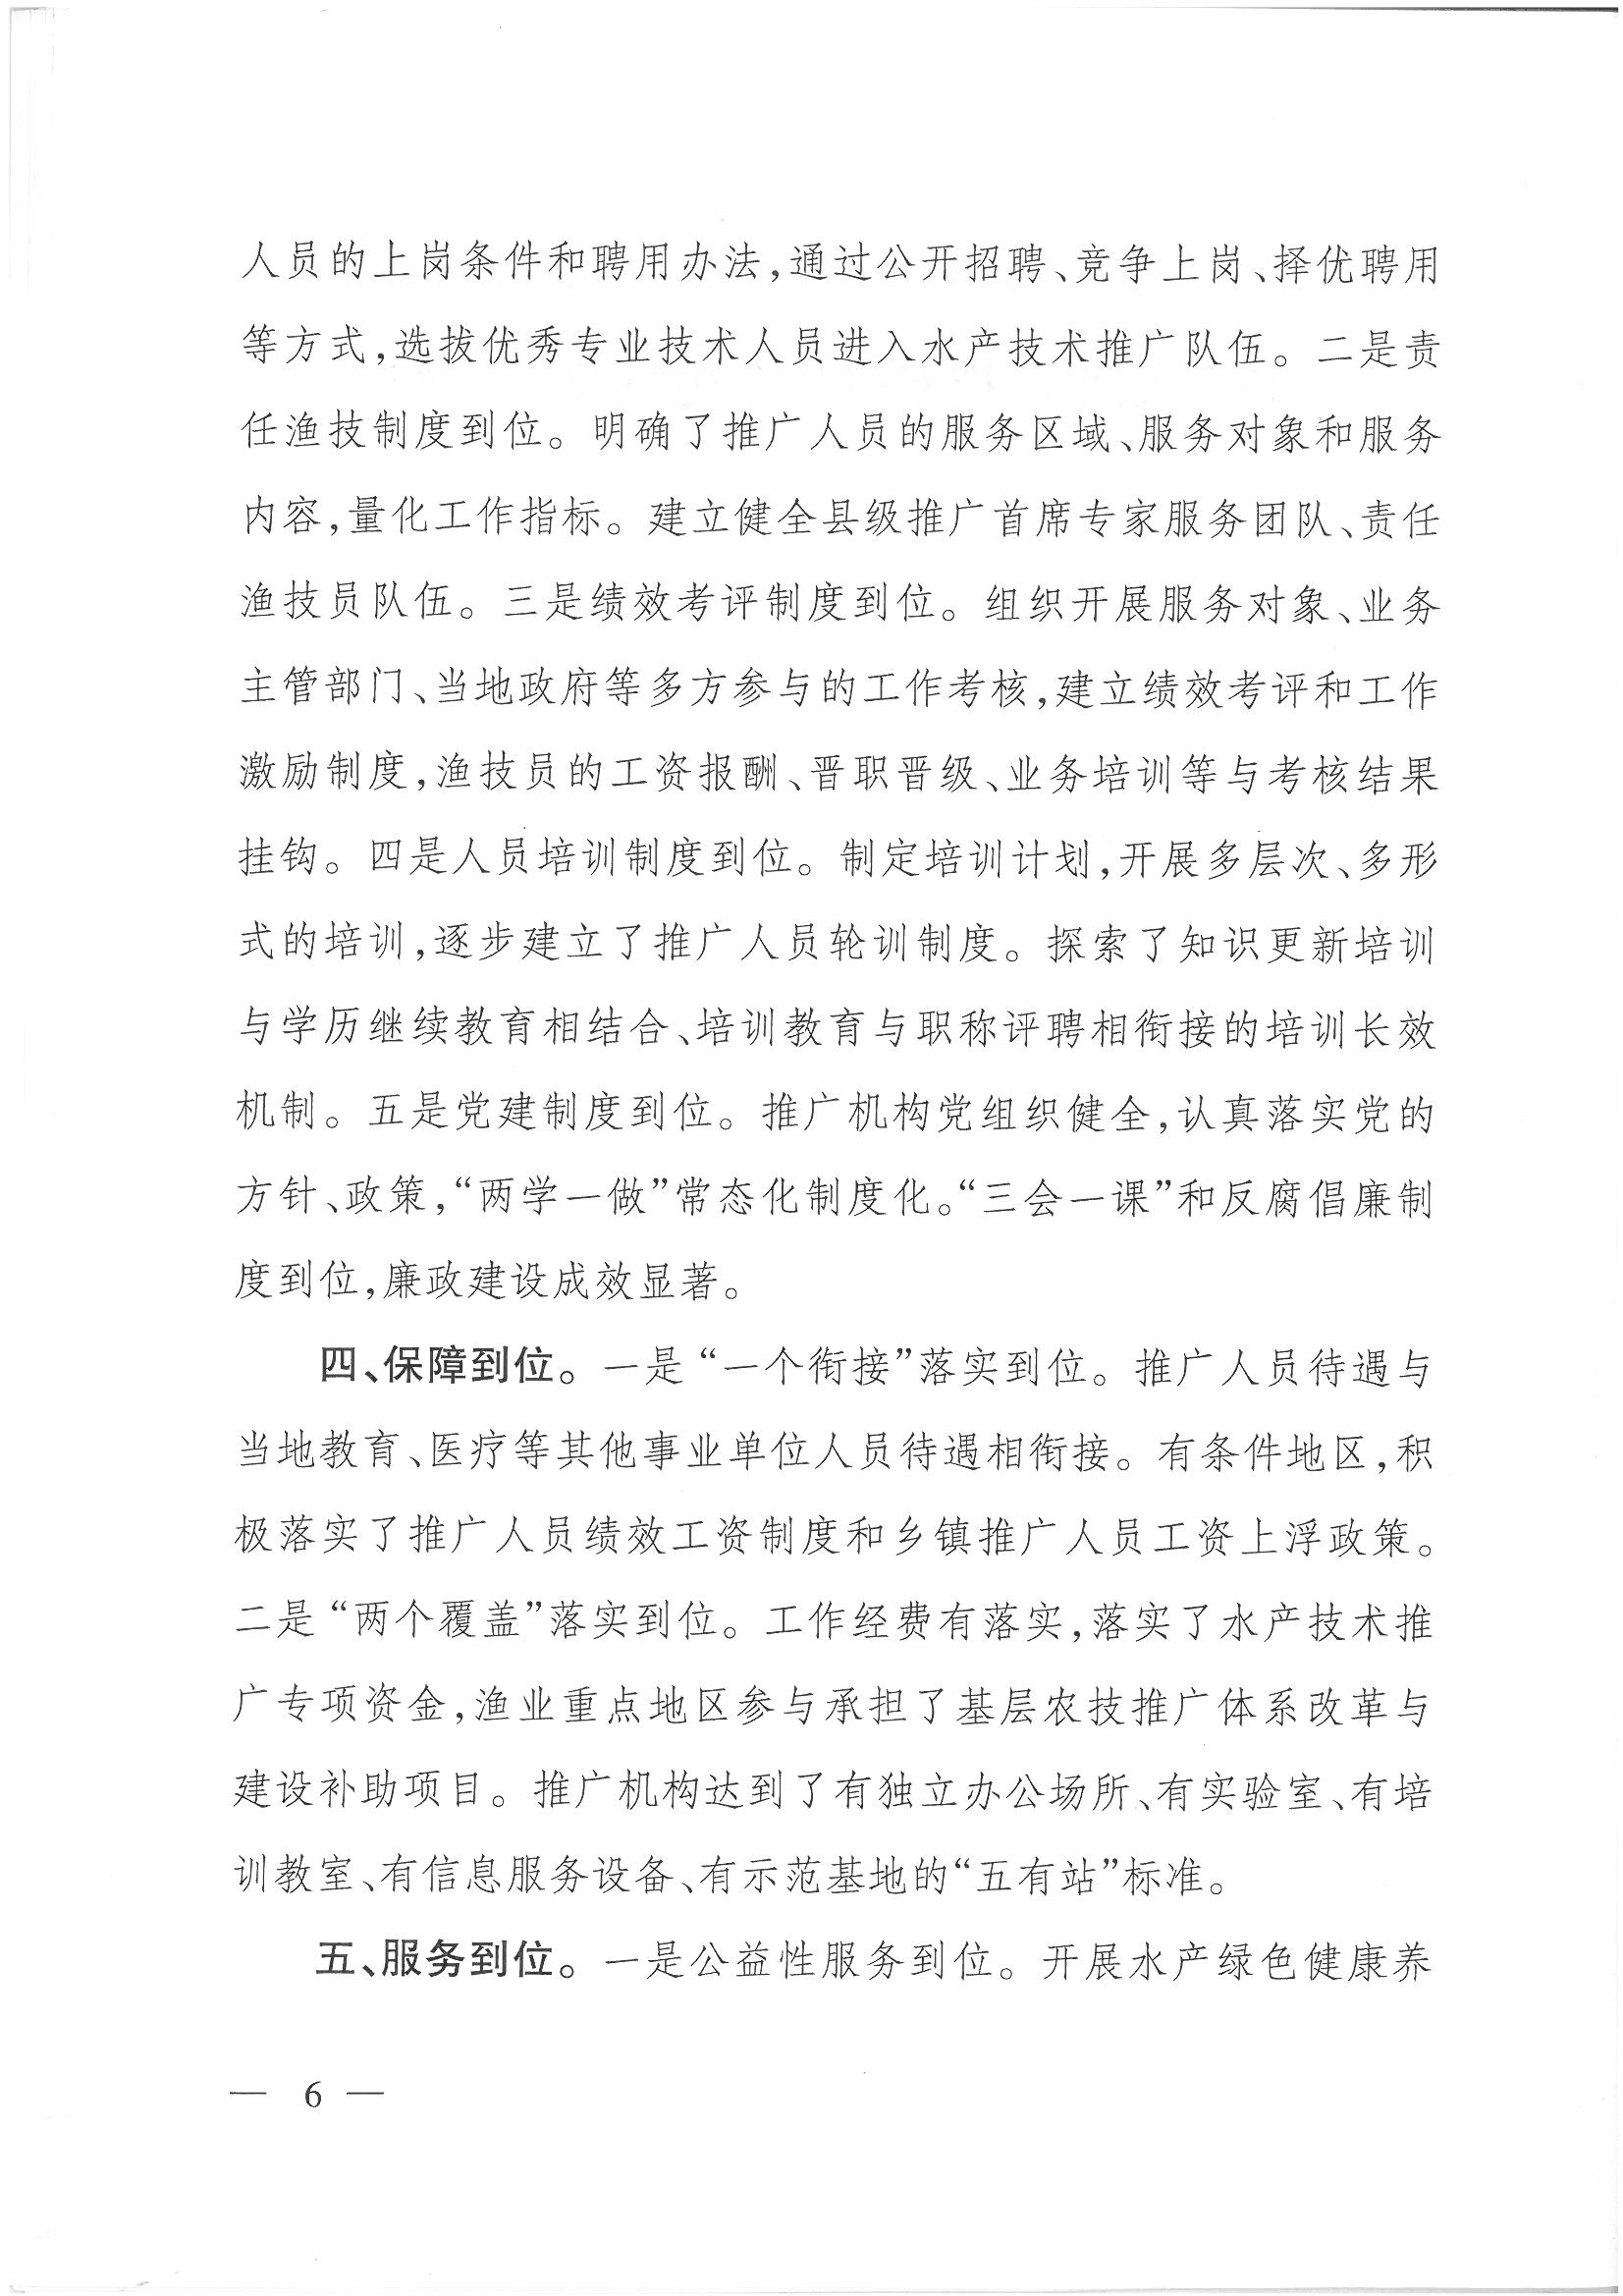 人员的上岗条件和聘用办法,通过公开招聘、竞争上岗、择优聘用
等方式,选拔优秀专业技术人员进入水产技术推广队伍。二是责
任渔技制度到位。明确了推广人员的服务区域、服务对象和服务
内容,量化工作指标。建立健全县级推广首席专家服务团队、责任
渔技员队伍。三是绩效考评制度到位。组织开展服务对象、业务
主管部门、当地政府等多方参与的工作考核,建立绩效考评和工作
激励制度,渔技员的工资报酬、晋职晋级、业务培训等与考核结果
挂钩。四是人员培训制度到位。制定培训计划,开展多层次、多形
式的培训,逐步建立了推广人员轮训制度。探索了知识更新培训
与学历继续教育相结合、培训教育与职称评聘相衔接的培训长效
机制。五是党建制度到位。推广机构党组织健全,认真落实党的
方针、政策,“两学一做”常态化制度化。“三会一课”和反腐倡廉制
度到位,廉政建设成效显著。
四、保障到位。一是“一个衔接”落实到位。推广人员待遇与
当地教育、医疗等其他事业单位人员待遇相衔接。有条件地区,积
极落实了推广人员绩效工资制度和乡镇推广人员工资上浮政策。
二是“两个覆盖”落实到位。工作经费有落实,落实了水产技术推
广专项资金,渔业重点地区参与承担了基层农技推广体系改革与
建设补助项目。推广机构达到了有独立办公场所、有实验室、有培
训教室、有信息服务设备、有示范基地的“五有站”标准。
五、服务到位。一是公益性服务到位。开展水产绿色健康养
— 6 —